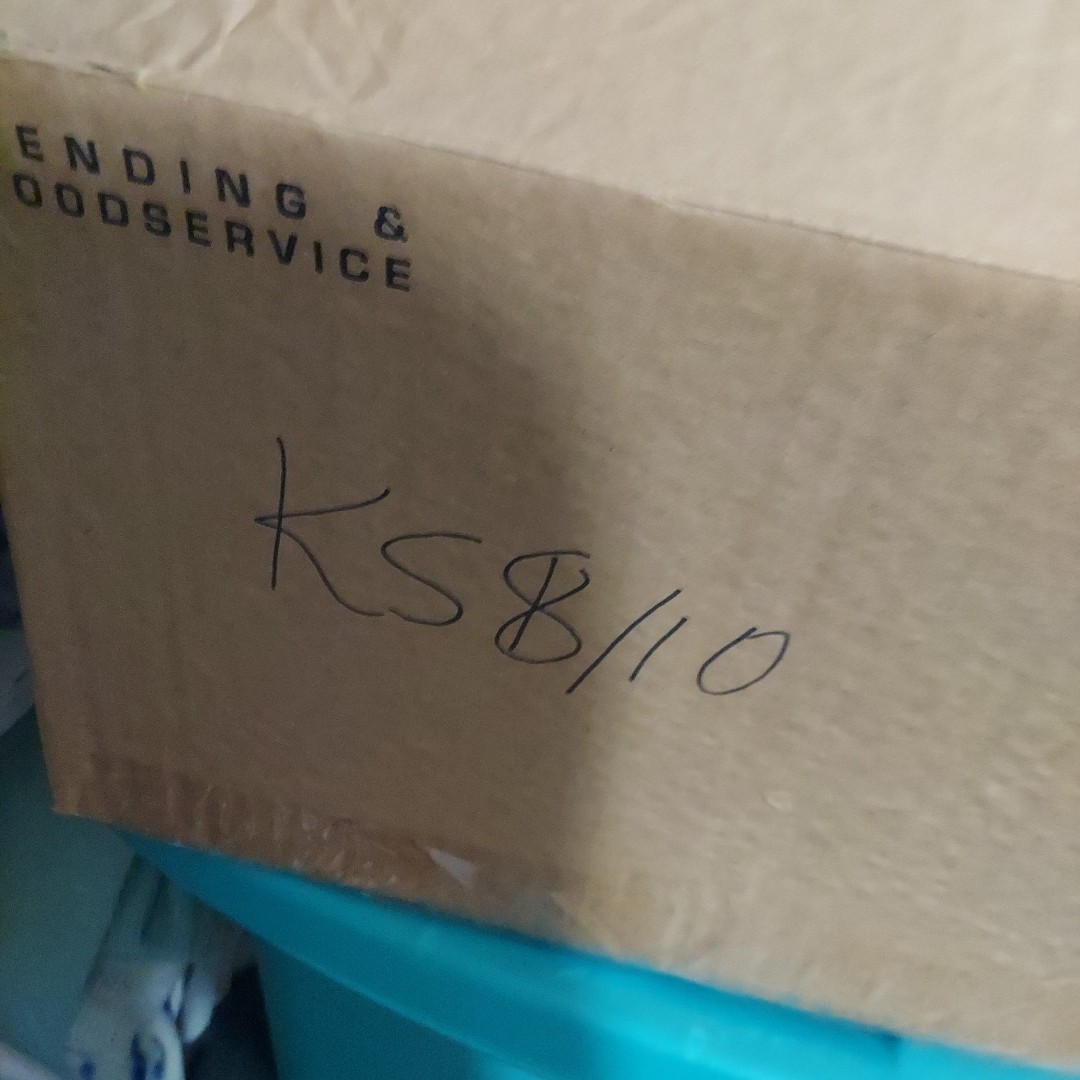 ENDING &
OODSERVICE
KS8/10